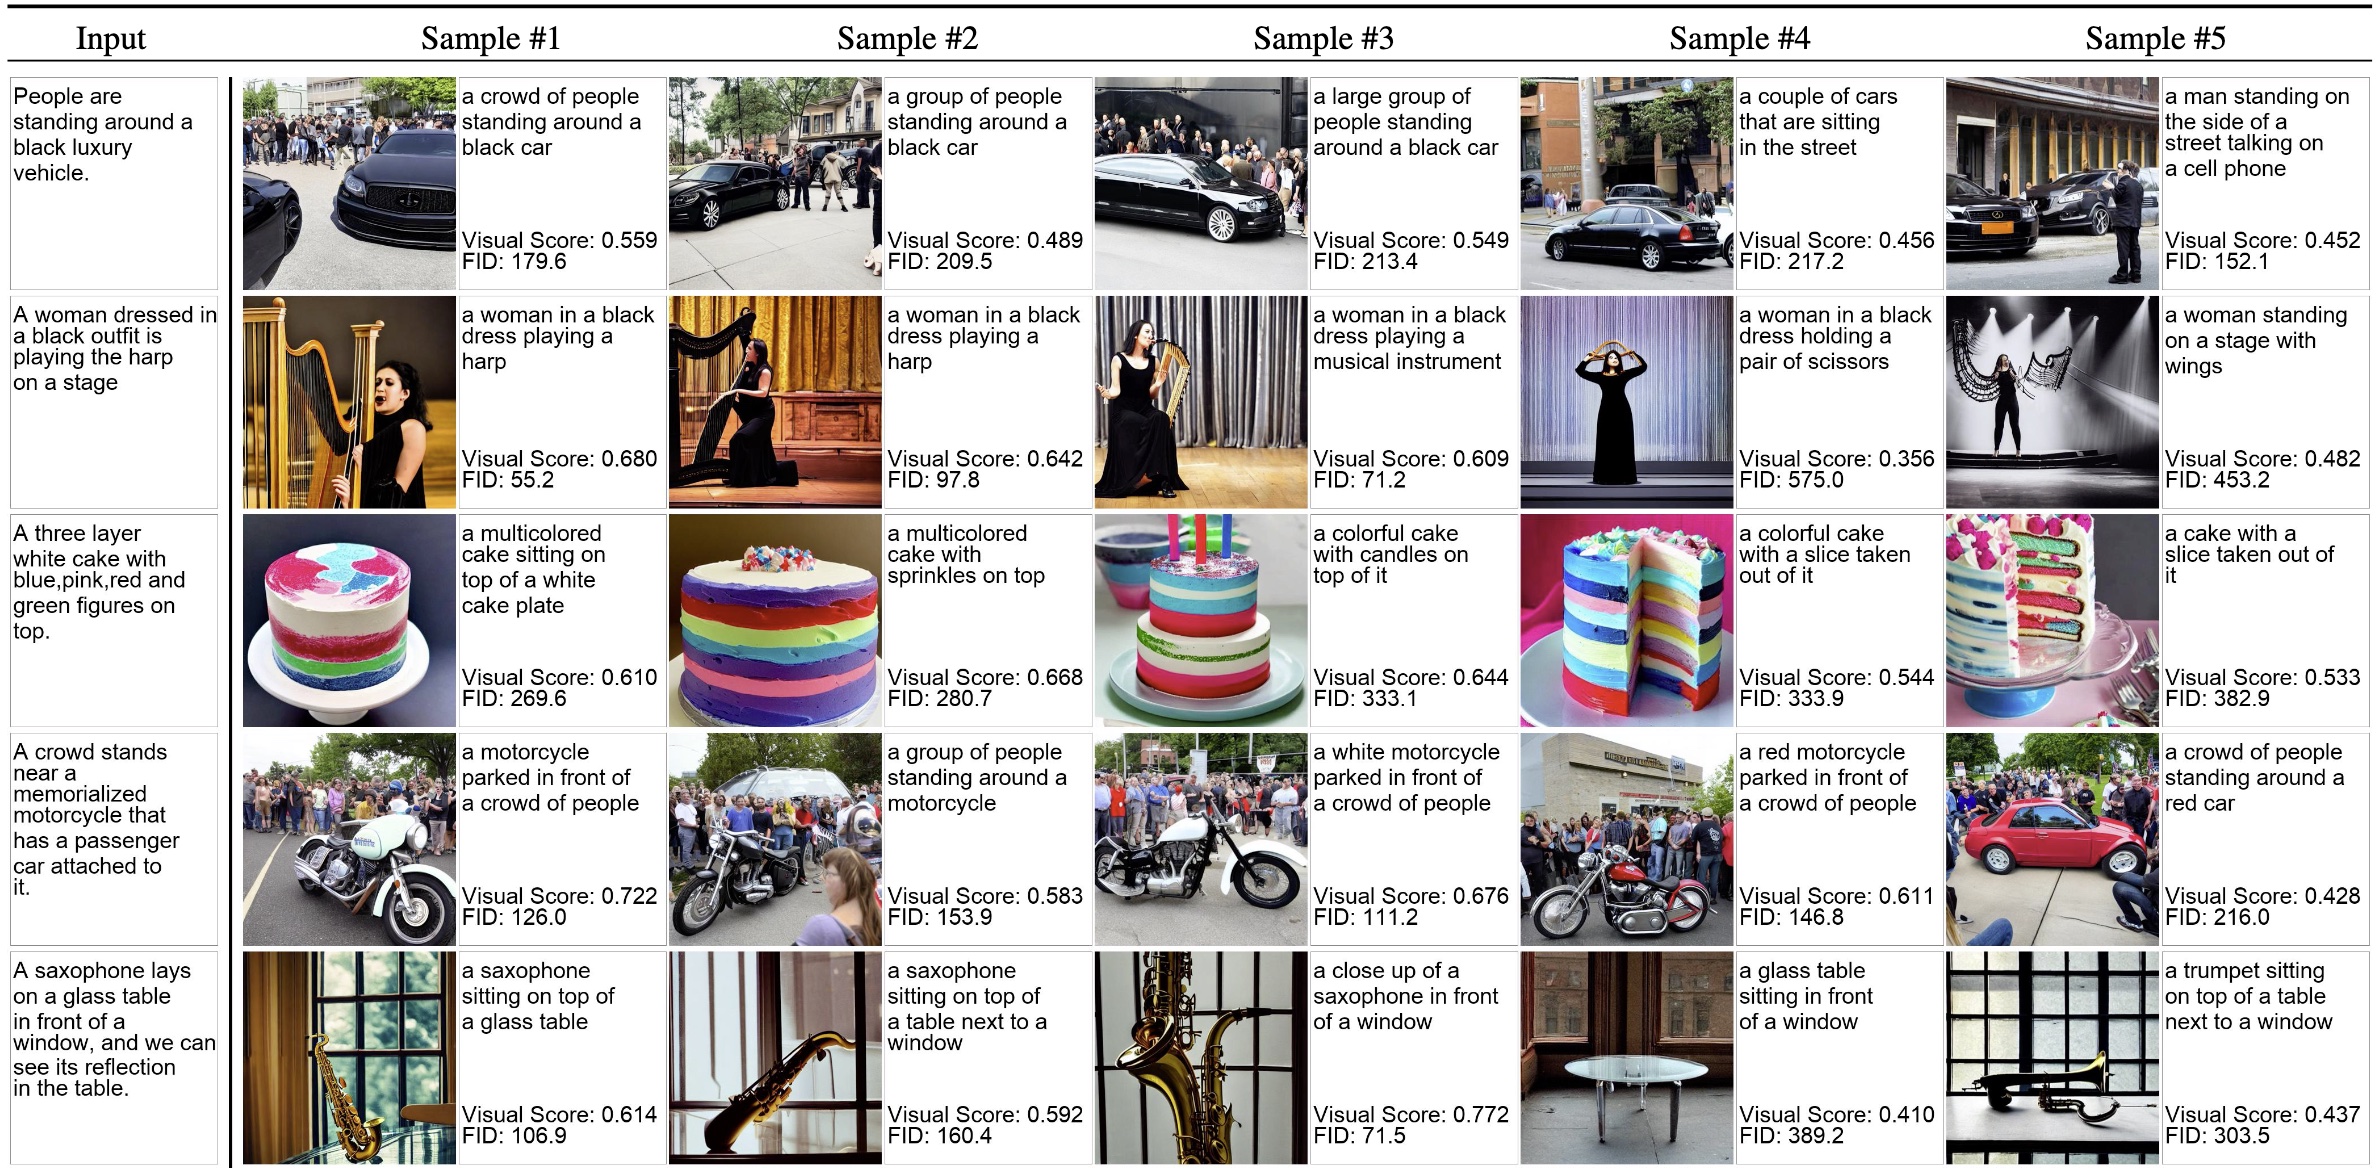 Input
Sample #1
Sample #2
Sample #3
Sample #4
Sample #5
People are
standing around a
black luxury
vehicle.
a crowd of people
standing around a
black car
Visual Score: 0.559
FID: 179.6
a group of people
standing around a
black car
Visual Score: 0.489
FID: 209.5
a large group of
people standing
around a black car
Visual Score: 0.549
FID: 213.4
a couple of cars
that are sitting
in the street
Visual Score: 0.456
FID: 217.2
a man standing on
the side of a
street talking on
a cell phone
Visual Score: 0.452
FID: 152.1
A woman dressed in
a black outfit is
playing the harp
on a stage
a woman in a black
dress playing a
harp
Visual Score: 0.680
FID: 55.2
a woman in a black
dress playing a
harp
Visual Score: 0.642
FID: 97.8
a woman in a black
dress playing a
musical instrument
Visual Score: 0.609
FID: 71.2
a woman in a black
dress holding a
pair of scissors
Visual Score: 0.356
FID: 575.0
a woman standing
on a stage with
wings
Visual Score: 0.482
FID: 453.2
A three layer
white cake with
blue,pink,red and
green figures on
top.
a multicolored
cake sitting on
top of a white
cake plate
Visual Score: 0.610
FID: 269.6
a multicolored
cake with
sprinkles on top
Visual Score: 0.668
FID: 280.7
a colorful cake
with candles on
top of it
Visual Score: 0.644
FID: 333.1
a colorful cake
with a slice taken
out of it
Visual Score: 0.544
FID: 333.9
a cake with a
slice taken out of
it
Visual Score: 0.533
FID: 382.9
A crowd stands
near a
memorialized
motorcycle that
has a passenger
car attached to
it.
a motorcycle
parked in front of
a crowd of people
Visual Score: 0.722
FID: 126.0
a group of people
standing around a
motorcycle
Visual Score: 0.583
FID: 153.9
a white motorcycle
parked in front of
a crowd of people
Visual Score: 0.676
FID: 111.2
a red motorcycle
parked in front of
a crowd of people
Visual Score: 0.611
FID: 146.8
a crowd of people
standing around a
red car
Visual Score: 0.428
FID: 216.0
A saxophone lays
on a glass table
in front of a
window, and we can
see its reflection
in the table.
a saxophone
sitting on top of
a glass table
Visual Score: 0.614
FID: 106.9
a saxophone
sitting on top of
a table next to a
window
Visual Score: 0.592
FID: 160.4
a close up of a
saxophone in front
of a window
Visual Score: 0.772
FID: 71.5
a glass table
sitting in front
of a window
Visual Score: 0.410
FID: 389.2
a trumpet sitting
on top of a table
next to a window
Visual Score: 0.437
FID: 303.5